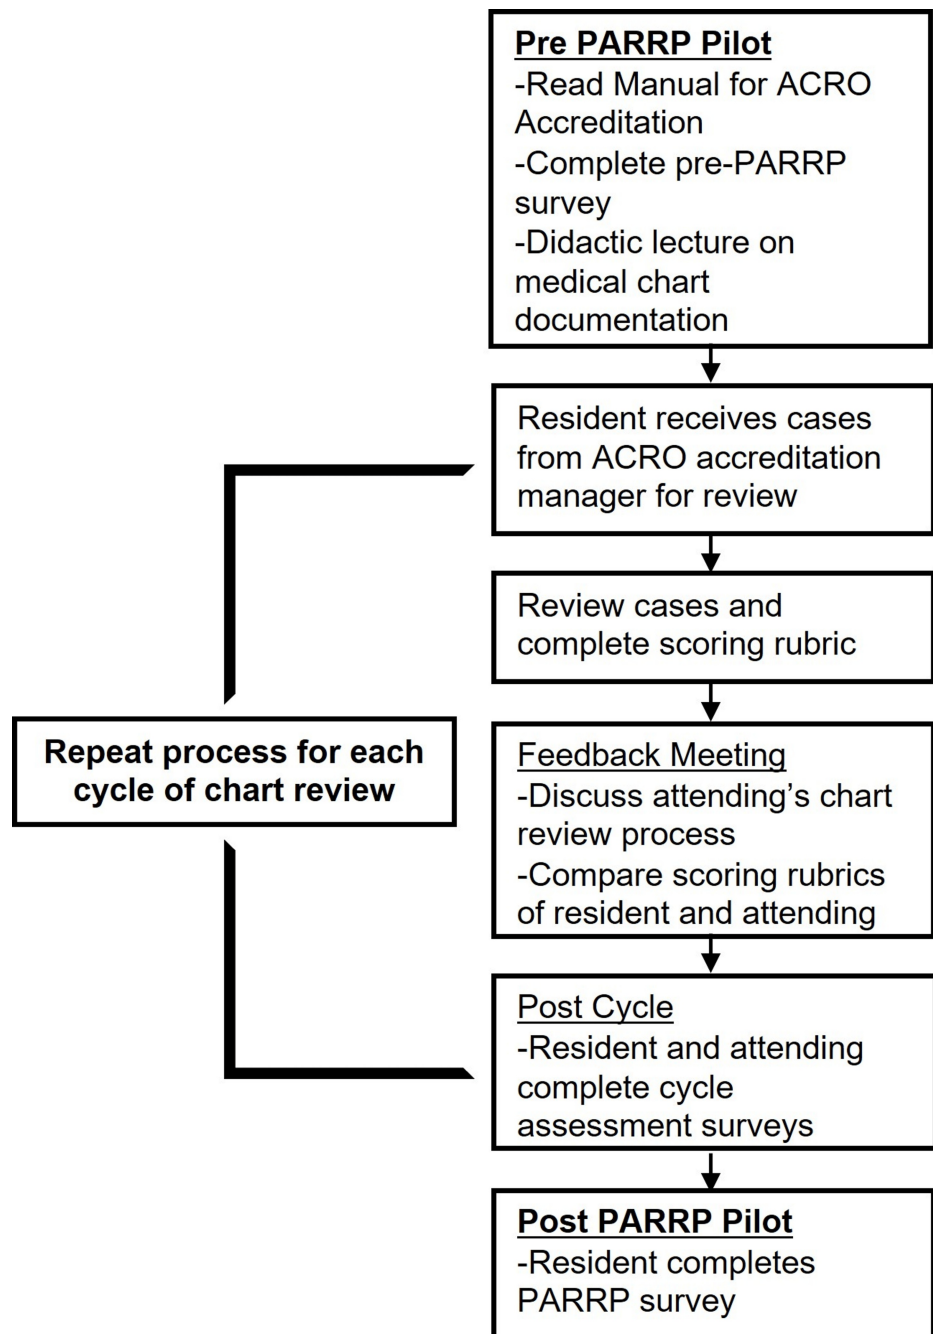 Pre PARRP Pilot
-Read Manual for ACRO
Accreditation
-Complete pre-PARRP
survey
-Didactic lecture on
medical chart
documentation
Resident receives cases
from ACRO accreditation
manager for review
Review cases and
complete scoring rubric
Repeat process for each
cycle of chart review
Feedback Meeting
-Discuss attending’s chart
review process
-Compare scoring rubrics
of resident and attending
Post Cycle
-Resident and attending
complete cycle
assessment surveys
Post PARRP Pilot
-Resident completes
PARRP survey